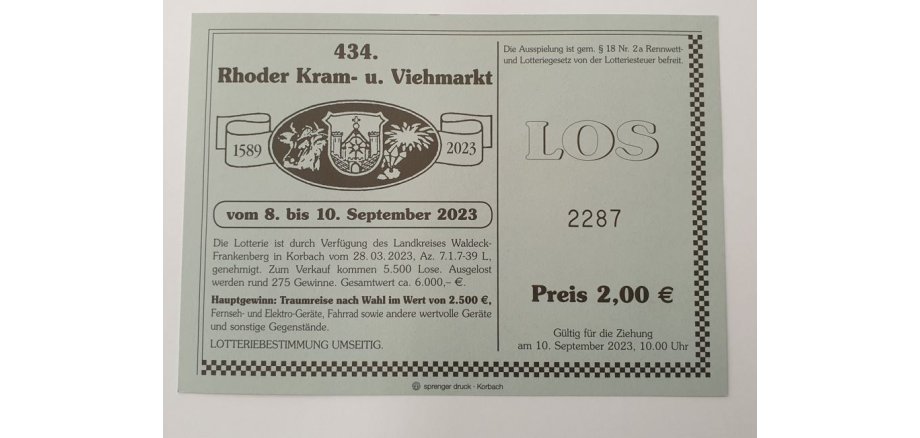 434.
Rhoder Kram- u. Viehmarkt
1589
2023
vom 8. bis 10. September 2023
Die Lotterie ist durch Verfügung des Landkreises Waldeck-
Frankenberg in Korbach vom 28. 03. 2023, Az. 7.1.7-39 L,
genehmigt. Zum Verkauf kommen 5.500 Lose. Ausgelost
werden rund 275 Gewinne. Gesamtwert ca. 6.000,– €.
Hauptgewinn: Traumreise nach Wahl im Wert von 2.500 €,
Fernseh- und Elektro-Geräte, Fahrrad sowie andere wertvolle Geräte
und sonstige Gegenstände.
LOTTERIEBESTIMMUNG UMSEITIG.
Die Ausspielung ist gem. § 18 Nr. 2a Rennwett-
und Lotteriegesetz von der Lotteriesteuer befreit.
LOS
2287
Preis 2,00 €
Gültig für die Ziehung
am 10. September 2023, 10.00 Uhr
sprenger druck · Korbach